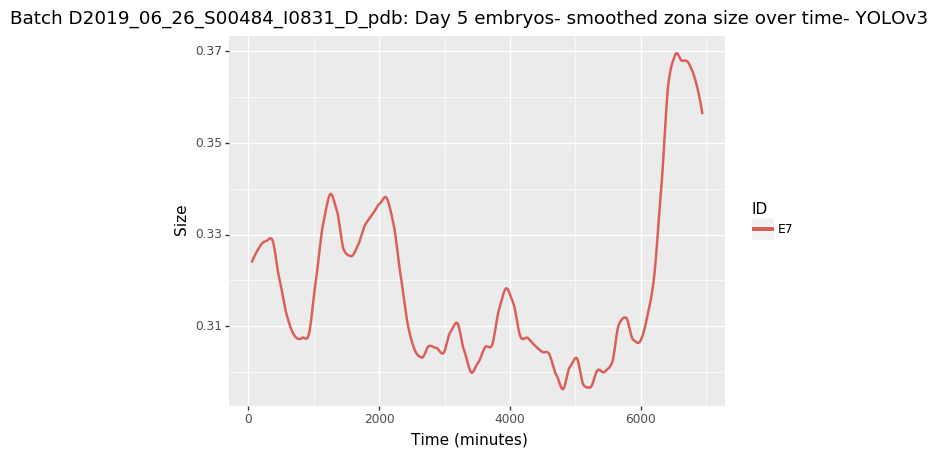 Batch D2019_06_26_S00484_I0831_D_pdb: Day 5 embryos- smoothed zona size over time- YOLOv3
0.37
0.35
0.33
0.31
Size
0
2000
4000
6000
Time (minutes)
ID
E7